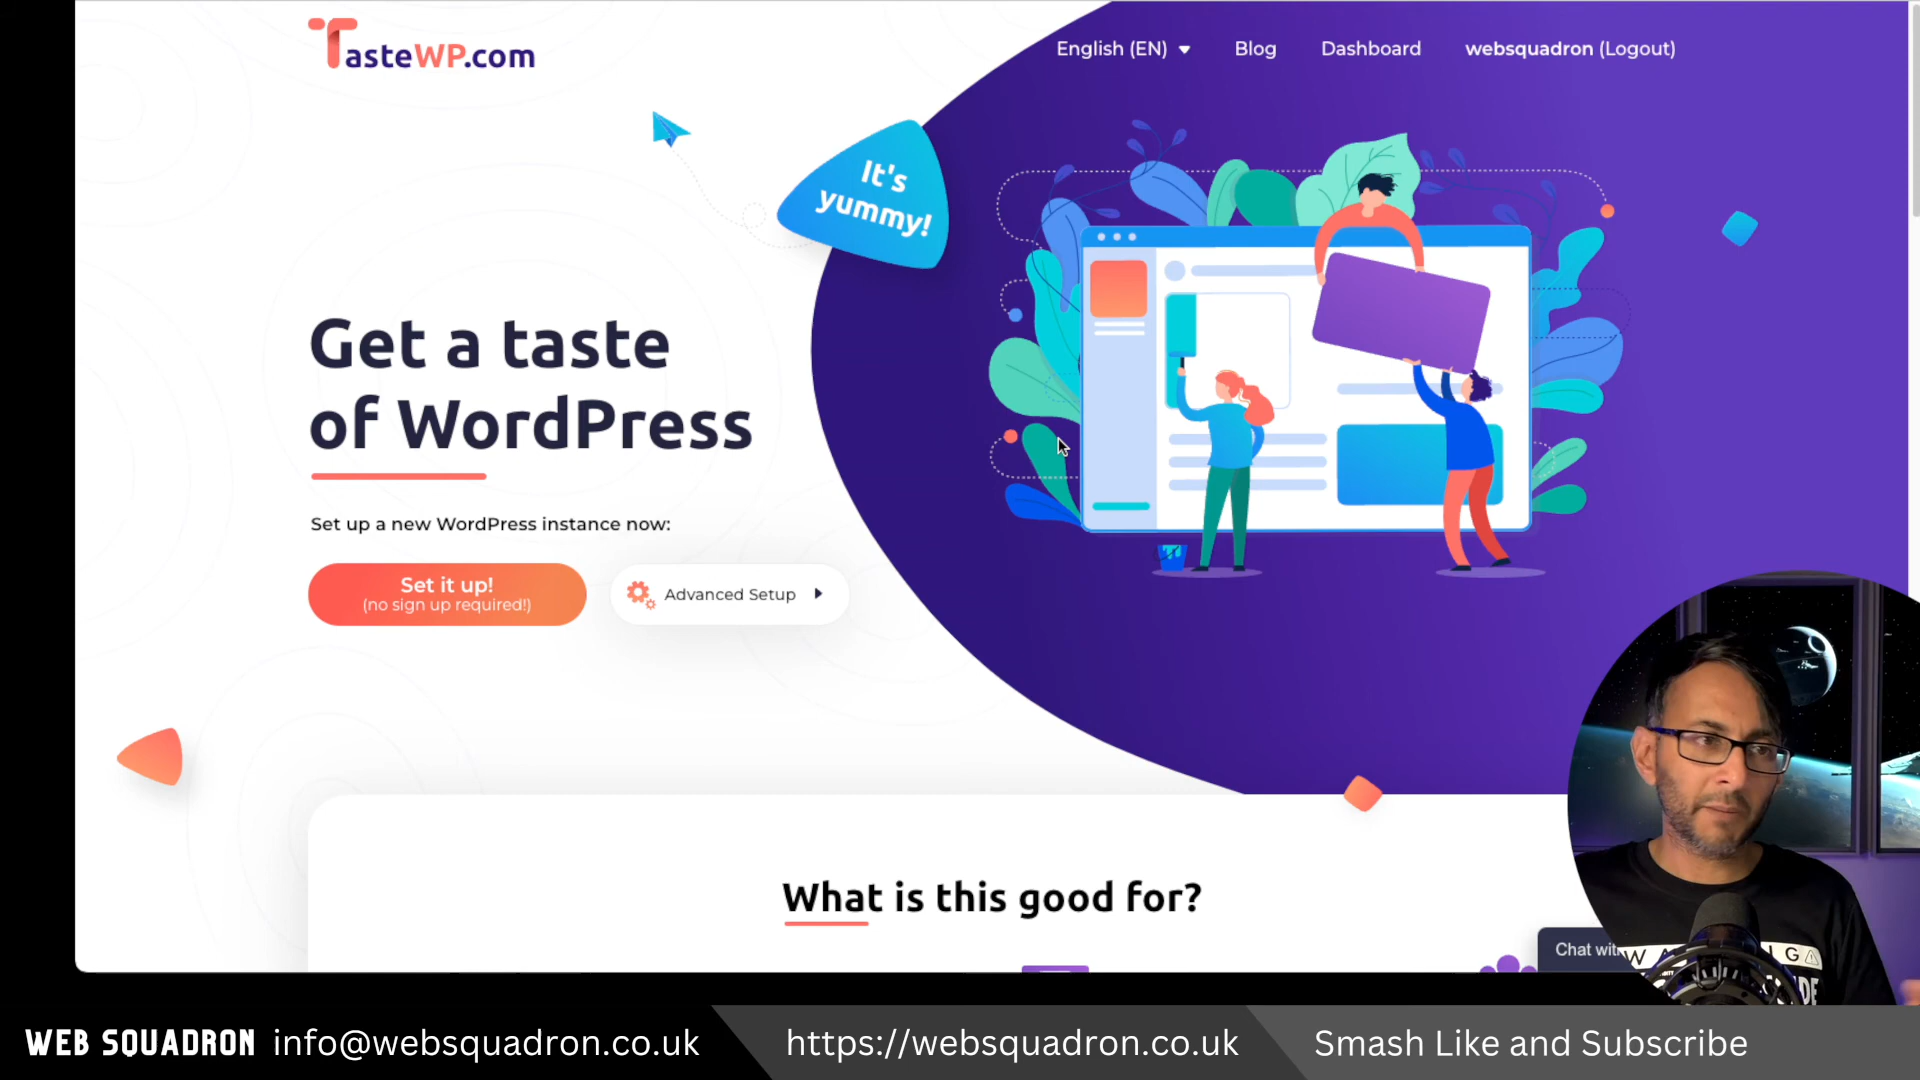 TasteWP.com
English (EN)
Blog
Dashboard
websquadron (Logout)
It's
yummy!
Get a taste
of WordPress
Set up a new WordPress instance now:
Set it up!
(no sign up required!)
Advanced Setup
What is this good for?
Chat wit
WEB SQUADRON
info@websquadron.co.uk
https://websquadron.co.uk
Smash Like and Subscribe